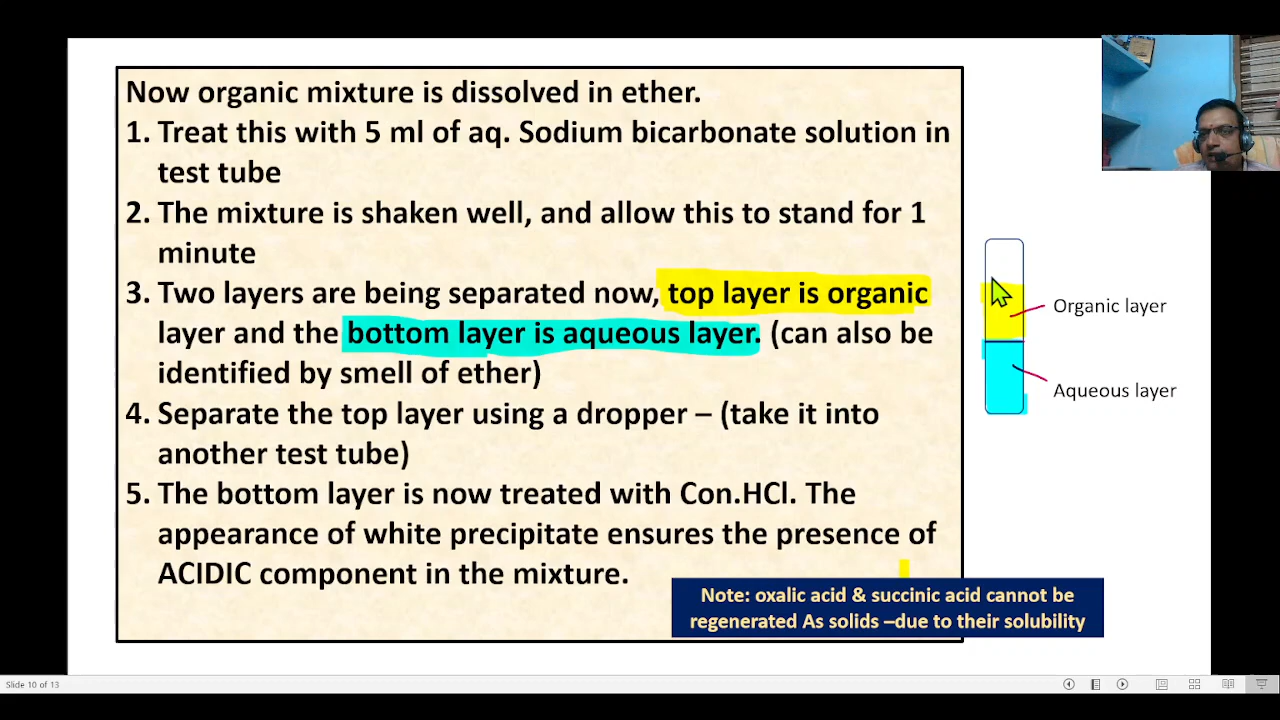 Now organic mixture is dissolved in ether.
1. Treat this with 5 ml of aq. Sodium bicarbonate solution in
test tube
2. The mixture is shaken well, and allow this to stand for 1
minute
3. Two layers are being separated now, top layer is organic
layer and the bottom layer is aqueous layer. (can also be
identified by smell of ether)
4. Separate the top layer using a dropper – (take it into
another test tube)
5. The bottom layer is now treated with Con.HCl. The
appearance of white precipitate ensures the presence of
ACIDIC component in the mixture.
Note: oxalic acid & succinic acid cannot be
regenerated As solids –due to their solubility
Organic layer
Aqueous layer
Slide 10 of 13